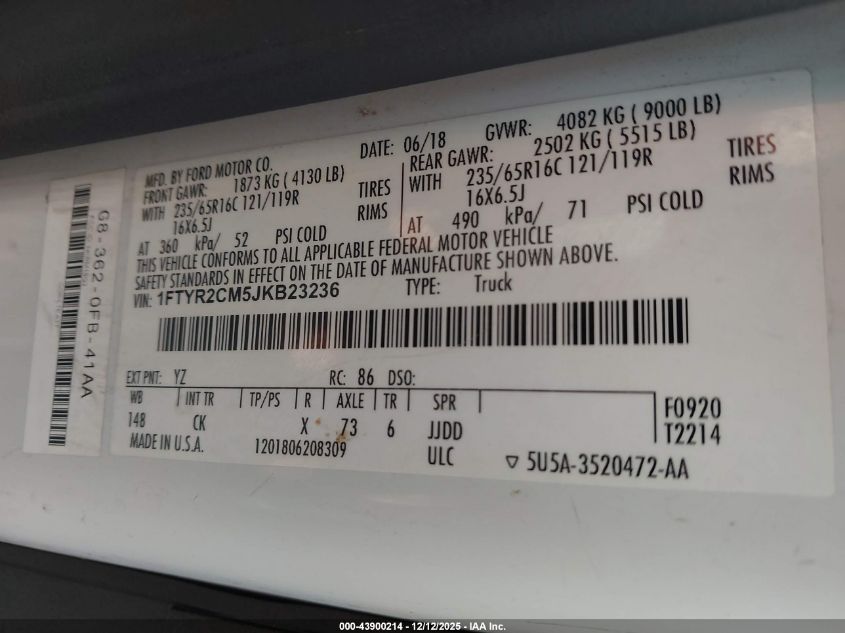 G8-362-0FB-41AA
MFD. BY FORD MOTOR CO.
DATE: 06/18 GVWR: 4082 KG ( 9000 LB)
FRONT GAWR: 1873 KG ( 4130 LB)
REAR GAWR: 2502 KG ( 5515 LB)
WITH 235/65R16C 121/119R TIRES
WITH 235/65R16C 121/119R TIRES
16X6.5J RIMS
16X6.5J RIMS
AT 360 kPa/ 52 PSI COLD
AT 490 kPa/ 71 PSI COLD
THIS VEHICLE CONFORMS TO ALL APPLICABLE FEDERAL MOTOR VEHICLE
SAFETY STANDARDS IN EFFECT ON THE DATE OF MANUFACTURE SHOWN ABOVE.
VIN: 1FTYR2CM5JKB23236 TYPE: Truck
EXT PNT: YZ RC: 86 DSO:
WB INT TR TP/PS R AXLE TR SPR
148 CK X 73 6 JJDD
F0920
T2214
MADE IN U.S.A. 1201806208309 ULC
5U5A-3520472-AA
000-43900214 - 12/12/2025 - IAA Inc.